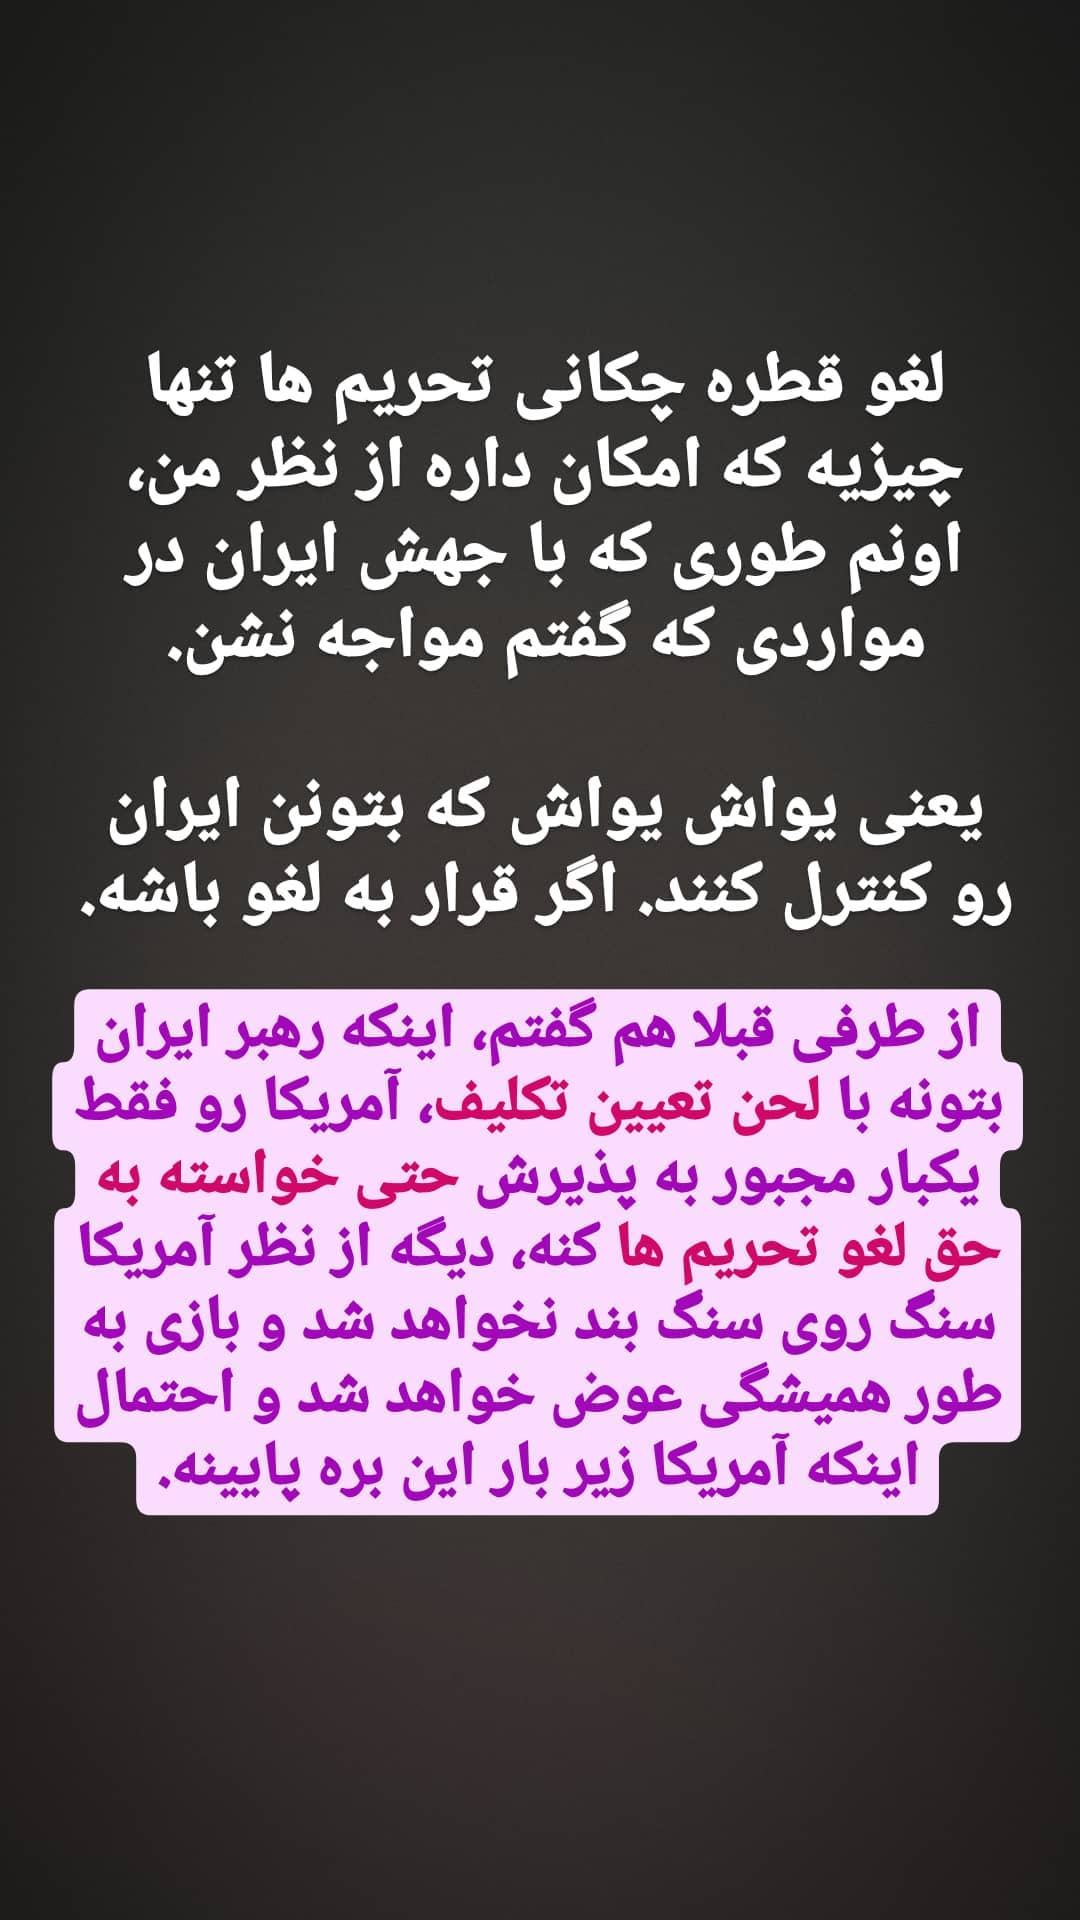 لغو قطره چکانی تحریم ها تنها
چیزیه که امکان داره از نظر من،
اونم طوری که با جهش ایران در
مواردی که گفتم مواجه نشن.
یعنی یواش یواش که بتونن ایران
رو کنترل کنند. اگر قرار به لغو باشه.
از طرفی قبلا هم گفتم، اینکه رهبر ایران
بتونه با لحن تعیین تکلیف، آمریکا رو فقط
یکبار مجبور به پذیرش حتی خواسته به
حق لغو تحریم ها کنه، دیگه از نظر آمریکا
سنگ روی سنگ بند نخواهد شد و بازی به
طور همیشگی عوض خواهد شد و احتمال
اینکه آمریکا زیر بار این بره پایینه.